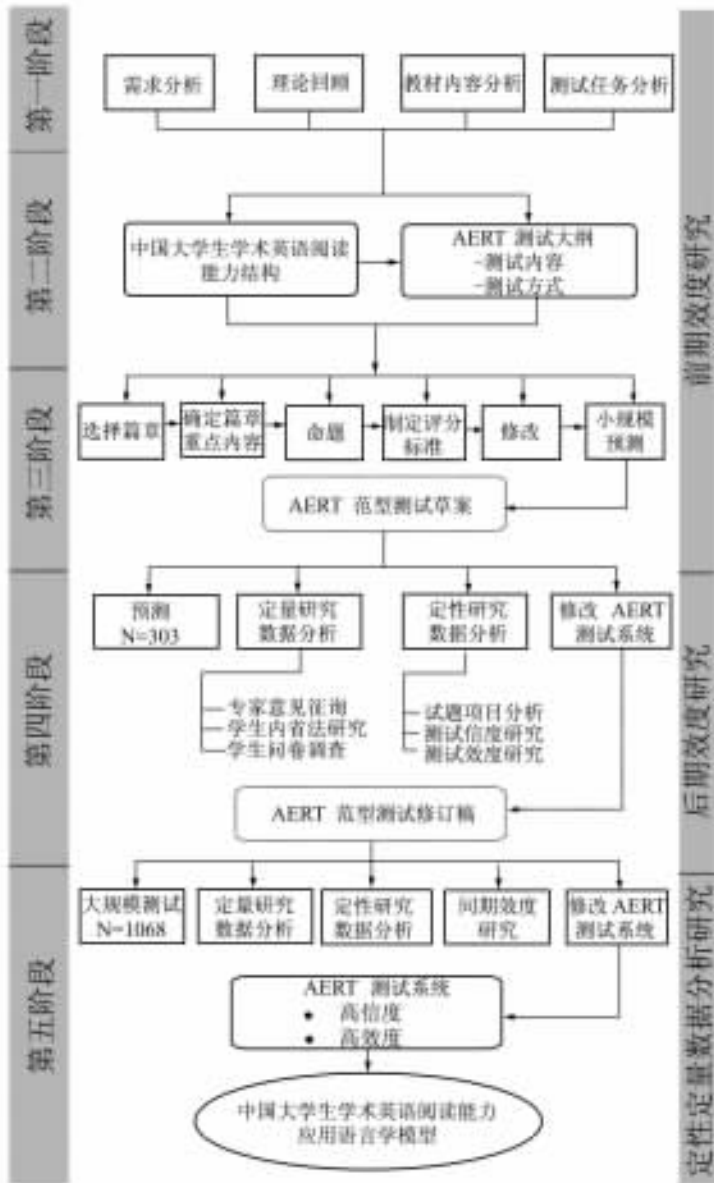 第一阶段
需求分析
理论回顾
教材内容分析
测试任务分析
第二阶段
中国大学生学术英语阅读
能力结构
AERT 测试大纲
-测试内容
-测试方式
前期效度研究
第三阶段
选择篇章
确定篇章
重点内容
命题
制定评分
标准
修改
小规模
预测
AERT 范型测试草案
第四阶段
预测
N=303
定量研究
数据分析
定性研究
数据分析
修改 AERT
测试系统
专家意见征询
学生内省法研究
学生问卷调查
试题项目分析
测试信度研究
测试效度研究
AERT 范型测试修订稿
后期效度研究
第五阶段
大规模测试
N=1068
定量研究
数据分析
定性研究
数据分析
同期效度
研究
修改 AERT
测试系统
AERT 测试系统
● 高信度
● 高效度
中国大学生学术英语阅读能力
应用语言学模型
定性定量数据分析研究